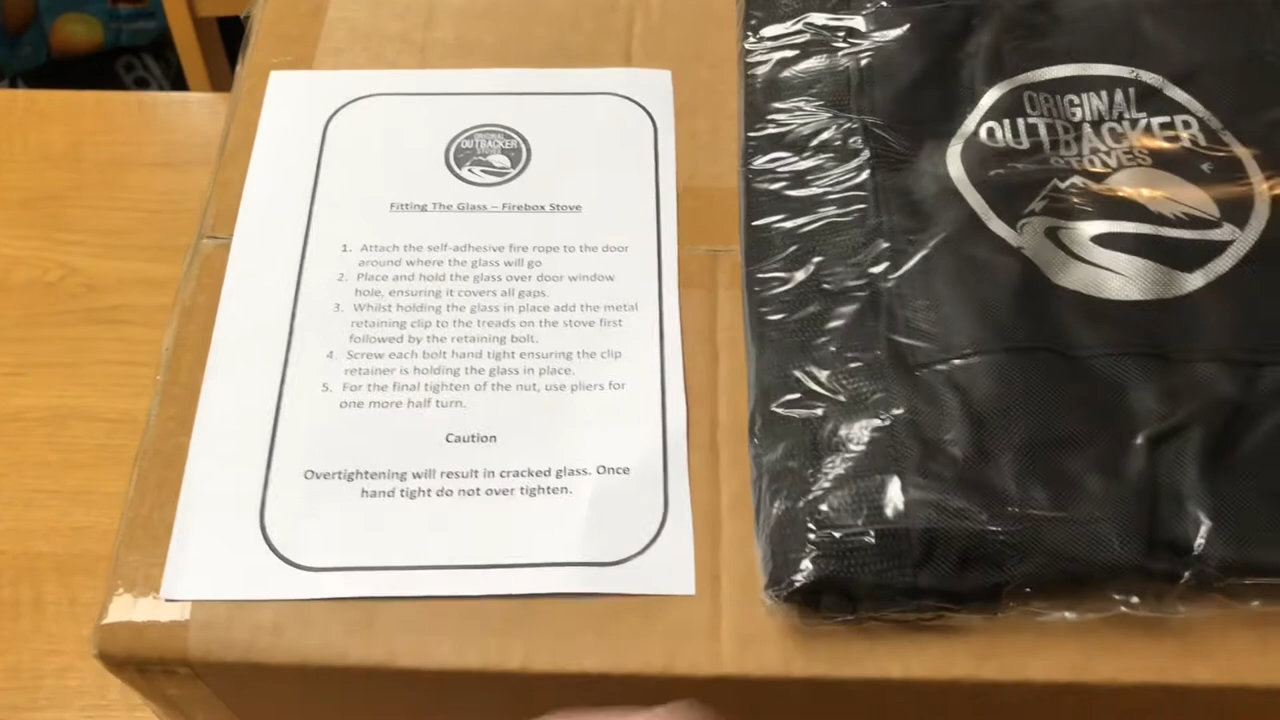 ORIGINAL
OUTBACKER
STOVES
Fitting The Glass – Firebox Stove
1. Attach the self-adhesive fire rope to the door
around where the glass will go
2. Place and hold the glass over door window
hole, ensuring it covers all gaps.
3. Whilst holding the glass in place add the metal
retaining clip to the treads on the stove first
followed by the retaining bolt.
4. Screw each bolt hand tight ensuring the clip
retainer is holding the glass in place.
5. For the final tighten of the nut, use pliers for
one more half turn.
Caution
Overtightening will result in cracked glass. Once
hand tight do not over tighten.
ORIGINAL
OUTBACKER
STOVES